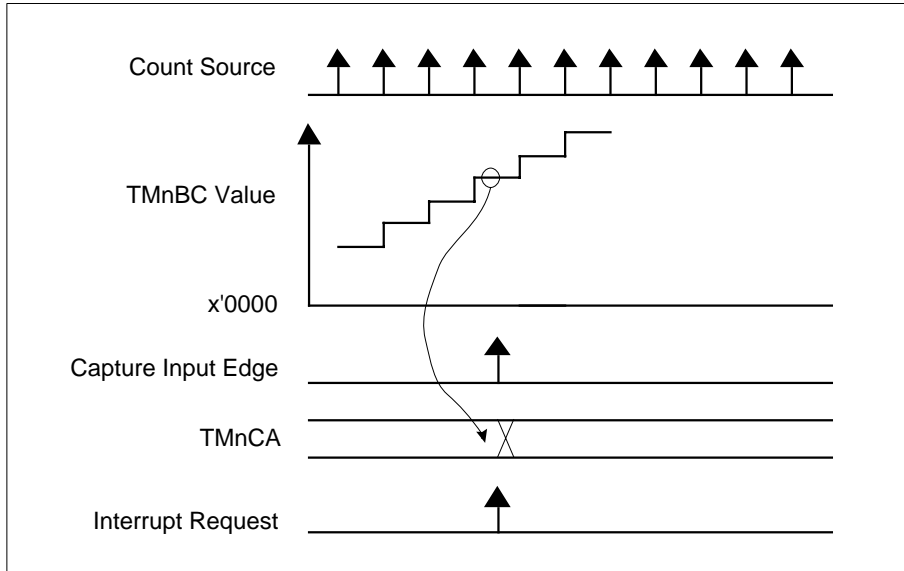 Count Source
TMnBC Value
x'0000
Capture Input Edge
TMnCA
Interrupt Request